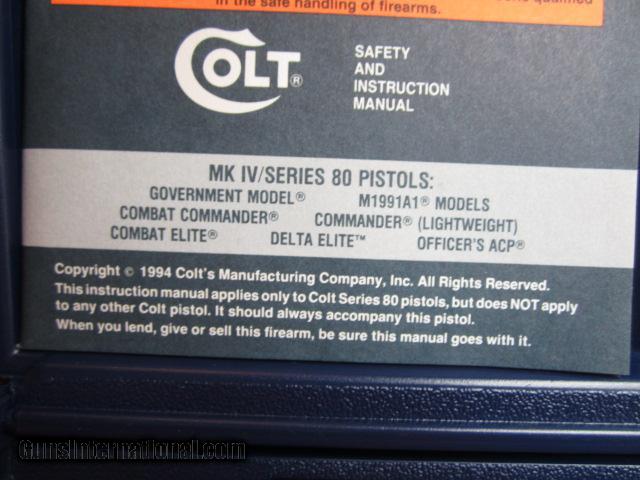 in the safe handling of firearms.
COLT®
SAFETY
AND
INSTRUCTION
MANUAL
MK IV/SERIES 80 PISTOLS:
GOVERNMENT MODEL® M1991A1® MODELS
COMBAT COMMANDER® COMMANDER® (LIGHTWEIGHT)
COMBAT ELITE® DELTA ELITE™ OFFICER'S ACP®
Copyright © 1994 Colt's Manufacturing Company, Inc. All Rights Reserved.
This instruction manual applies only to Colt Series 80 pistols, but does NOT apply
to any other Colt pistol. It should always accompany this pistol.
When you lend, give or sell this firearm, be sure this manual goes with it.
GunsInternational.com